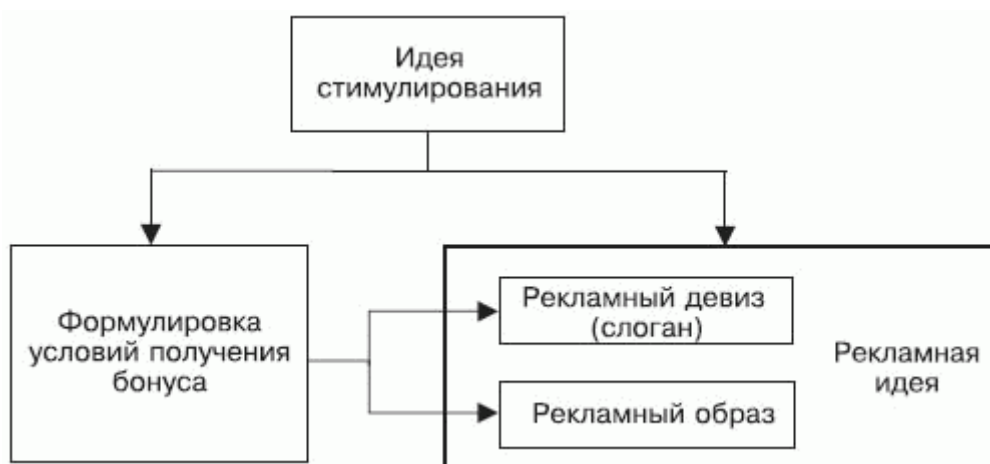 Идея
стимулирования
Формулировка
условий получения
бонуса
Рекламный девиз
(слоган)
Рекламный образ
Рекламная
идея